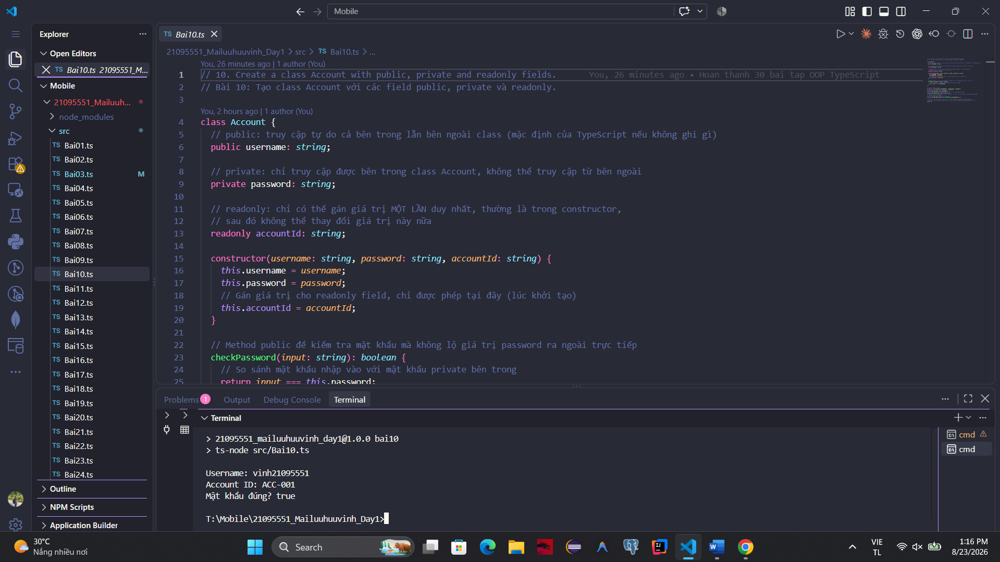 Mobile
Explorer
Open Editors
Bai10.ts 21095551_M...
Mobile
21095551_Mailuuh...
node_modules
src
TS Bai01.ts
TS Bai02.ts
TS Bai03.ts M
TS Bai04.ts
TS Bai05.ts
TS Bai06.ts
TS Bai07.ts
TS Bai08.ts
TS Bai09.ts
TS Bai10.ts
TS Bai11.ts
TS Bai12.ts
TS Bai13.ts
TS Bai14.ts
TS Bai15.ts
TS Bai16.ts
TS Bai17.ts
TS Bai18.ts
TS Bai19.ts
TS Bai20.ts
TS Bai21.ts
TS Bai22.ts
TS Bai23.ts
TS Bai24.ts
Outline
NPM Scripts
Application Builder
TS Bai10.ts
21095551_Mailuuhuuvinh_Day1 > src > TS Bai10.ts > ...
You, 26 minutes ago | 1 author (You)
1 // 10. Create a class Account with public, private and readonly fields. You, 26 minutes ago • Hoan thanh 30 bai tap OOP TypeScript
2 // Bài 10: Tạo class Account với các field public, private và readonly.
3
You, 2 hours ago | 1 author (You)
4 class Account {
5 // public: truy cập tự do cả bên trong lẫn bên ngoài class (mặc định của TypeScript nếu không ghi gì)
6 public username: string;
7
8 // private: chỉ truy cập được bên trong class Account, không thể truy cập từ bên ngoài
9 private password: string;
10
11 // readonly: chỉ có thể gán giá trị MỘT LẦN duy nhất, thường là trong constructor,
12 // sau đó không thể thay đổi giá trị này nữa
13 readonly accountId: string;
14
15 constructor(username: string, password: string, accountId: string) {
16 this.username = username;
17 this.password = password;
18 // Gán giá trị cho readonly field, chỉ được phép tại đây (lúc khởi tạo)
19 this.accountId = accountId;
20 }
21
22 // Method public để kiểm tra mật khẩu mà không lộ giá trị password ra ngoài trực tiếp
23 checkPassword(input: string): boolean {
24 // So sánh mật khẩu nhập vào với mật khẩu private bên trong
25 return input === this.password;
Problems 1 Output Debug Console Terminal
Terminal
> 21095551_mailuuhuuvinh_day1@1.0.0 bai10
> ts-node src/Bai10.ts
Username: vinh21095551
Account ID: ACC-001
Mật khẩu đúng? true
T:\Mobile\21095551_Mailuuhuuvinh_Day1>
cmd
cmd
30°C
Nắng nhiều nơi
Search
VIE
TL
1:16 PM
8/23/2026